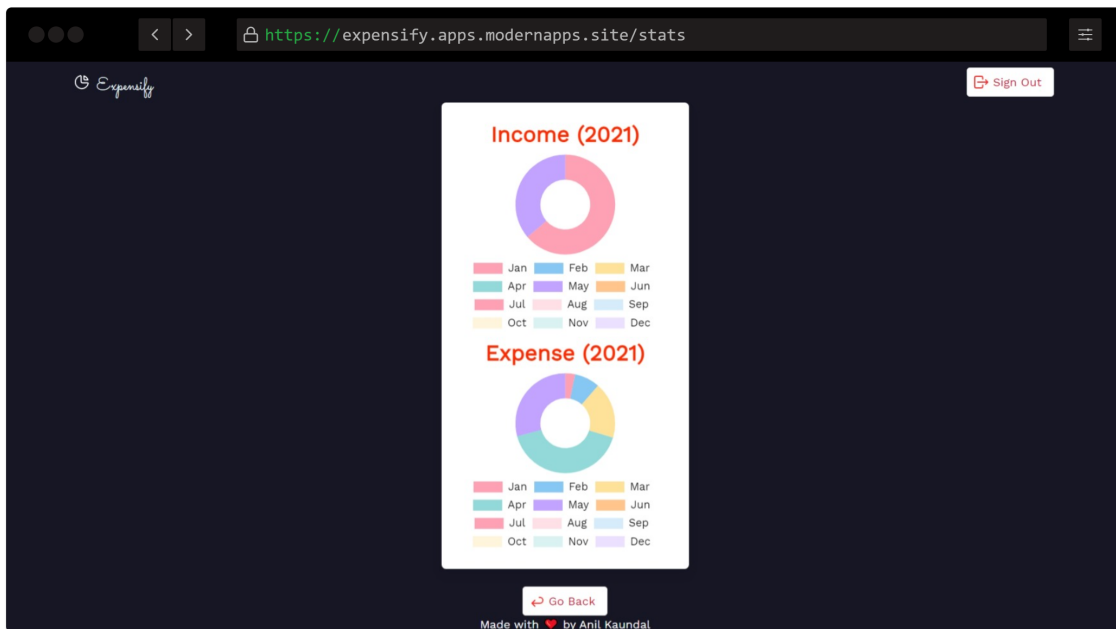 https://expensify.apps.modernapps.site/stats
Expensify
Sign Out
Income (2021)
Jan Feb Mar
Apr May Jun
Jul Aug Sep
Oct Nov Dec
Expense (2021)
Jan Feb Mar
Apr May Jun
Jul Aug Sep
Oct Nov Dec
Go Back
Made with ❤ by Anil Kaundal